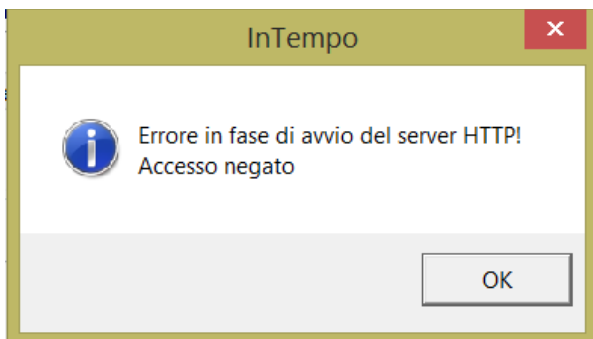 InTempo
Errore in fase di avvio del server HTTP!
Accesso negato
OK